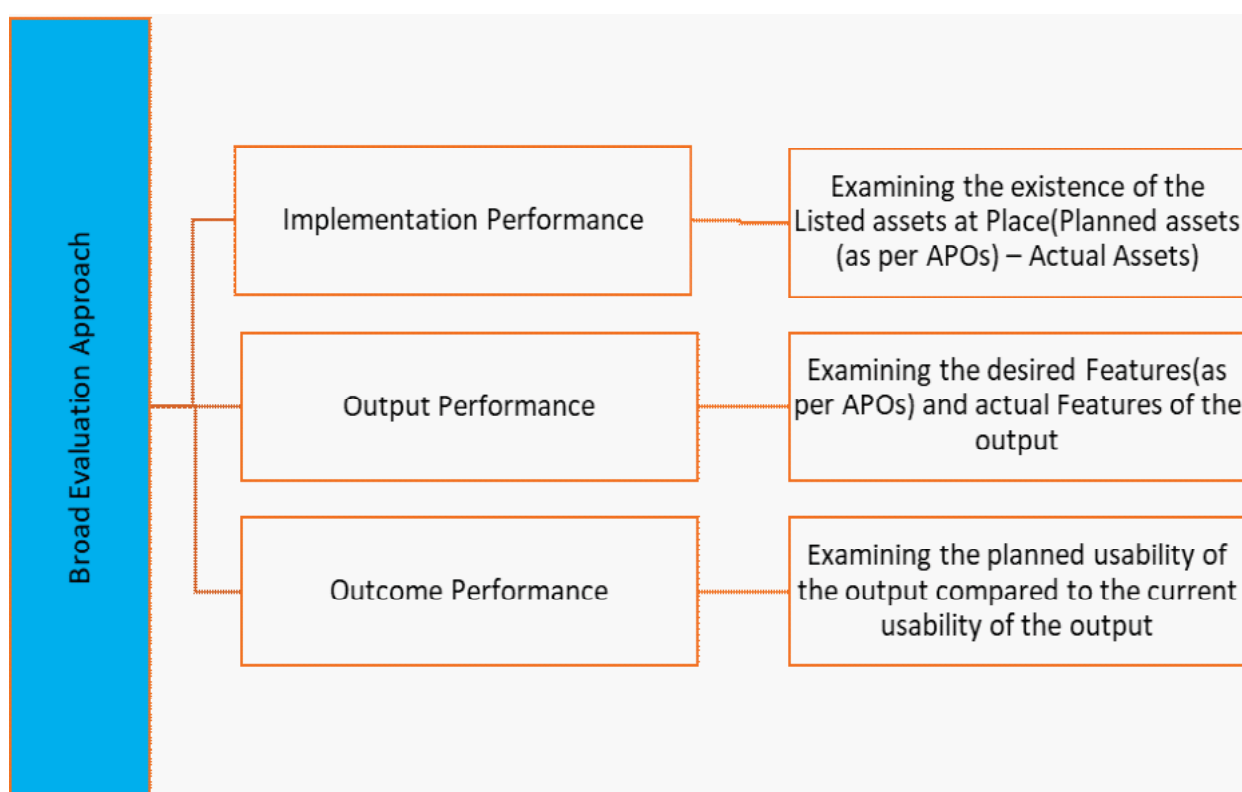 Broad Evaluation Approach
Implementation Performance
Examining the existence of the
Listed assets at Place(Planned assets
(as per APOs) – Actual Assets)
Output Performance
Examining the desired Features(as
per APOs) and actual Features of the
output
Outcome Performance
Examining the planned usability of
the output compared to the current
usability of the output